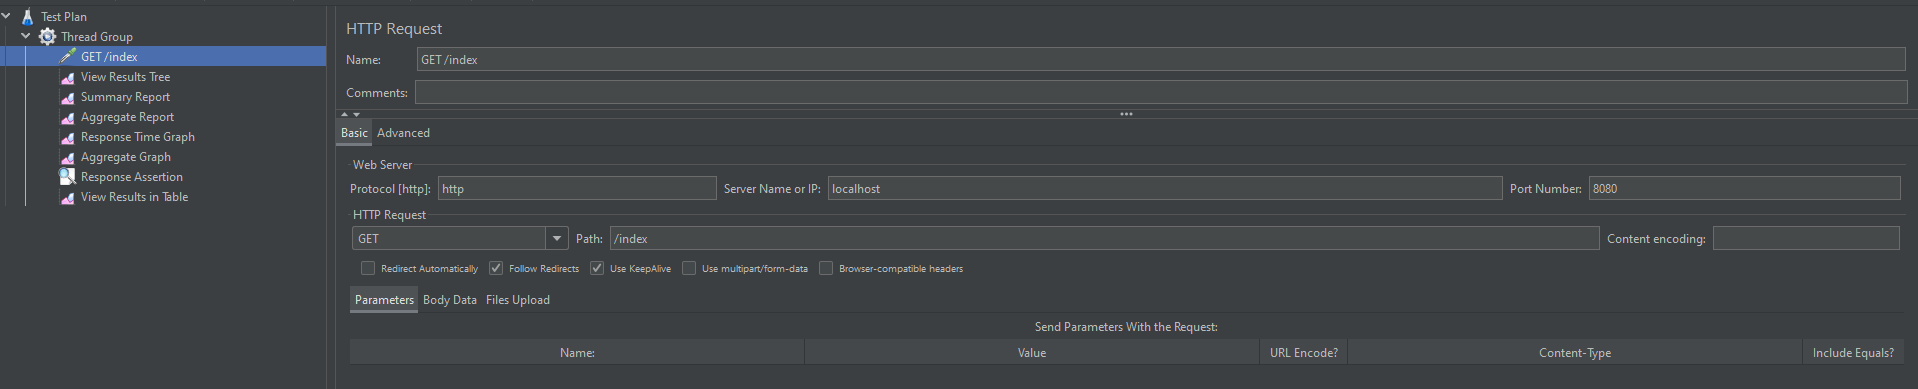 Test Plan
Thread Group
GET /index
View Results Tree
Summary Report
Aggregate Report
Response Time Graph
Aggregate Graph
Response Assertion
View Results in Table
HTTP Request
Name: GET /index
Comments:
Basic Advanced
Web Server
Protocol [http]: http Server Name or IP: localhost Port Number: 8080
HTTP Request
GET Path: /index Content encoding:
Redirect Automatically Follow Redirects Use KeepAlive Use multipart/form-data Browser-compatible headers
Parameters Body Data Files Upload
Send Parameters With the Request:
Name: Value URL Encode? Content-Type Include Equals?